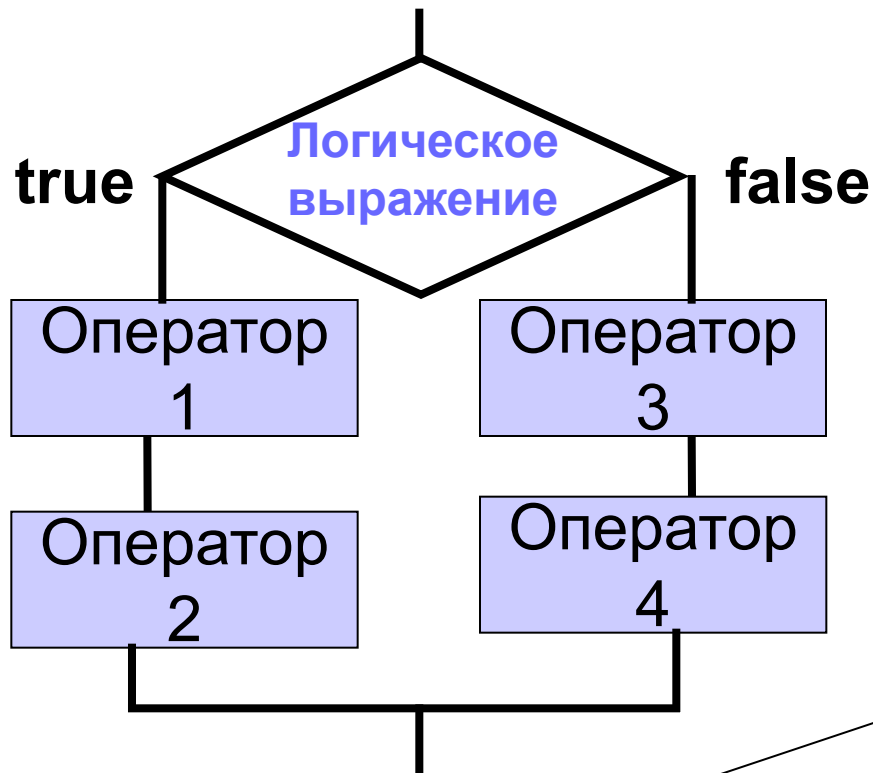 Логическое
выражение
true
false
Оператор
1
Оператор
3
Оператор
2
Оператор
4